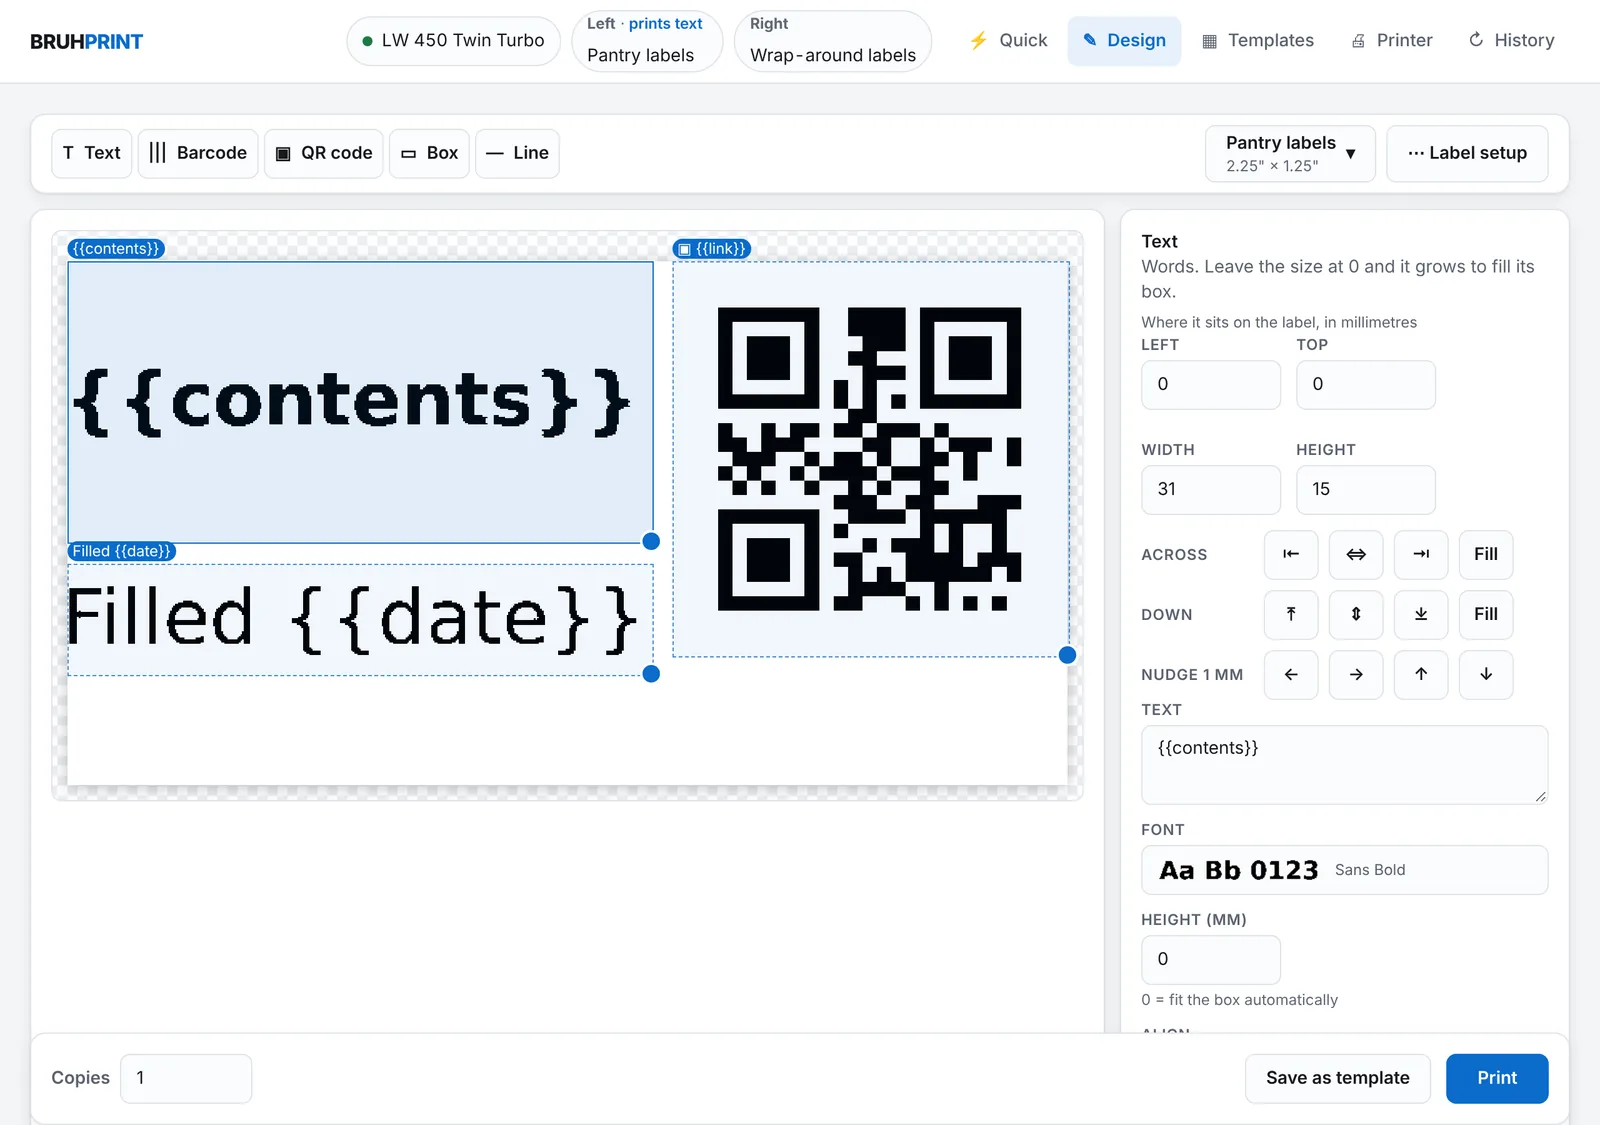 BRUHPRINT
LW 450 Twin Turbo
Left · prints text
Pantry labels
Right
Wrap-around labels
Quick
Design
Templates
Printer
History
T Text
Barcode
QR code
Box
Line
Pantry labels
2.25" × 1.25"
··· Label setup
{{contents}}
{{link}}
{{contents}}
Filled {{date}}
Filled {{date}}
Text
Words. Leave the size at 0 and it grows to fill its
box.
Where it sits on the label, in millimetres
LEFT
TOP
0
0
WIDTH
HEIGHT
31
15
ACROSS
Fill
DOWN
Fill
NUDGE 1 MM
TEXT
{{contents}}
FONT
Aa Bb 0123 Sans Bold
HEIGHT (MM)
0
0 = fit the box automatically
ALIGN
Copies
1
Save as template
Print